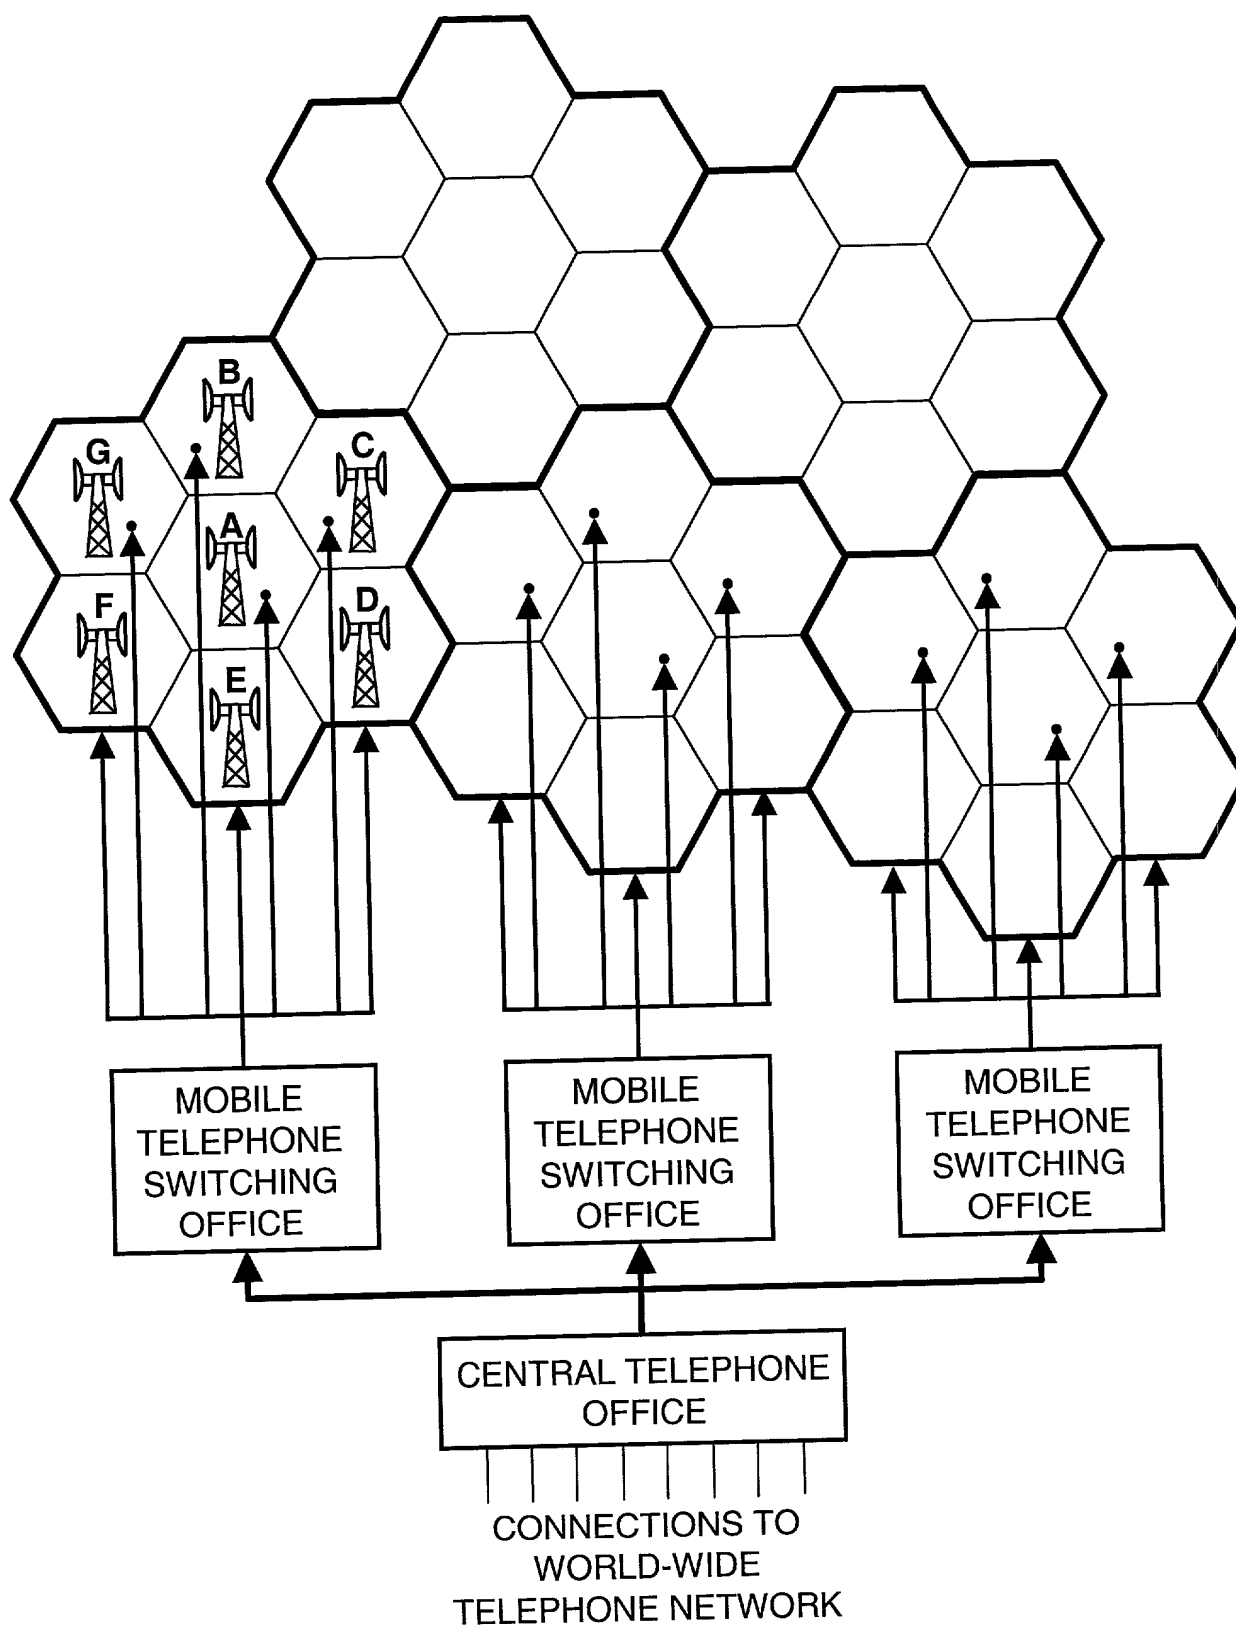 B
G
C
A
F
D
E
MOBILE
TELEPHONE
SWITCHING
OFFICE
MOBILE
TELEPHONE
SWITCHING
OFFICE
MOBILE
TELEPHONE
SWITCHING
OFFICE
CENTRAL TELEPHONE
OFFICE
CONNECTIONS TO
WORLD-WIDE
TELEPHONE NETWORK